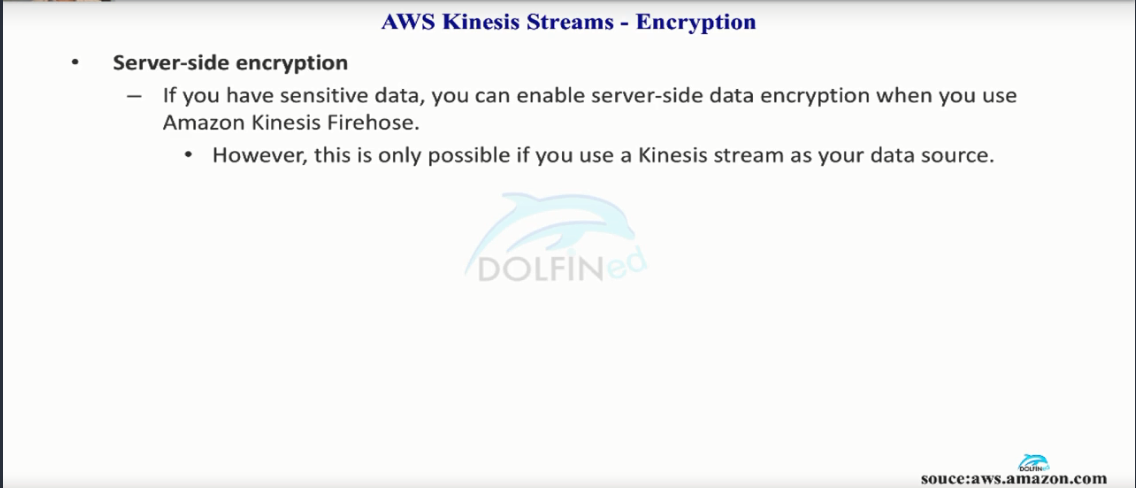 AWS Kinesis Streams - Encryption
• Server-side encryption
– If you have sensitive data, you can enable server-side data encryption when you use
Amazon Kinesis Firehose.
• However, this is only possible if you use a Kinesis stream as your data source.
DOLFINed
DOLFINed
souce:aws.amazon.com